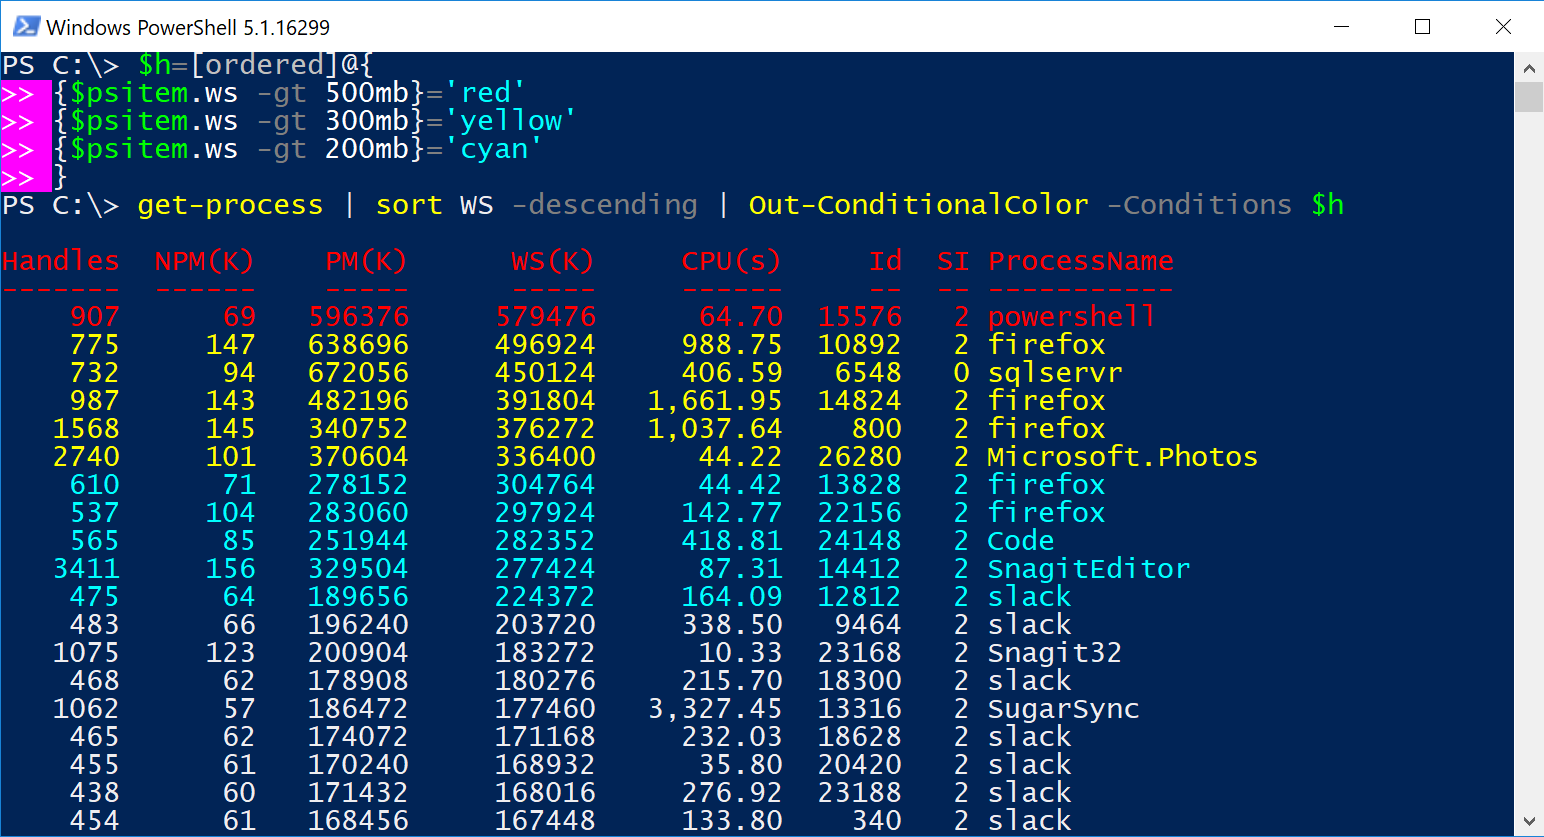 Windows PowerShell 5.1.16299
PS C:\> $h=[ordered]@{
>> {$psitem.ws -gt 500mb}='red'
>> {$psitem.ws -gt 300mb}='yellow'
>> {$psitem.ws -gt 200mb}='cyan'
>> }
PS C:\> get-process | sort WS -descending | Out-ConditionalColor -Conditions $h
Handles  NPM(K)    PM(K)      WS(K)     CPU(s)     Id  SI ProcessName
-------  ------    -----      -----     ------     --  -- -----------
    907      69   596376     579476      64.70  15576   2 powershell
    775     147   638696     496924     988.75  10892   2 firefox
    732      94   672056     450124     406.59   6548   0 sqlservr
    987     143   482196     391804   1,661.95  14824   2 firefox
   1568     145   340752     376272   1,037.64    800   2 firefox
   2740     101   370604     336400      44.22  26280   2 Microsoft.Photos
    610      71   278152     304764      44.42  13828   2 firefox
    537     104   283060     297924     142.77  22156   2 firefox
    565      85   251944     282352     418.81  24148   2 Code
   3411     156   329504     277424      87.31  14412   2 SnagitEditor
    475      64   189656     224372     164.09  12812   2 slack
    483      66   196240     203720     338.50   9464   2 slack
   1075     123   200904     183272      10.33  23168   2 Snagit32
    468      62   178908     180276     215.70  18300   2 slack
   1062      57   186472     177460   3,327.45  13316   2 SugarSync
    465      62   174072     171168     232.03  18628   2 slack
    455      61   170240     168932      35.80  20420   2 slack
    438      60   171432     168016     276.92  23188   2 slack
    454      61   168456     167448     133.80    340   2 slack